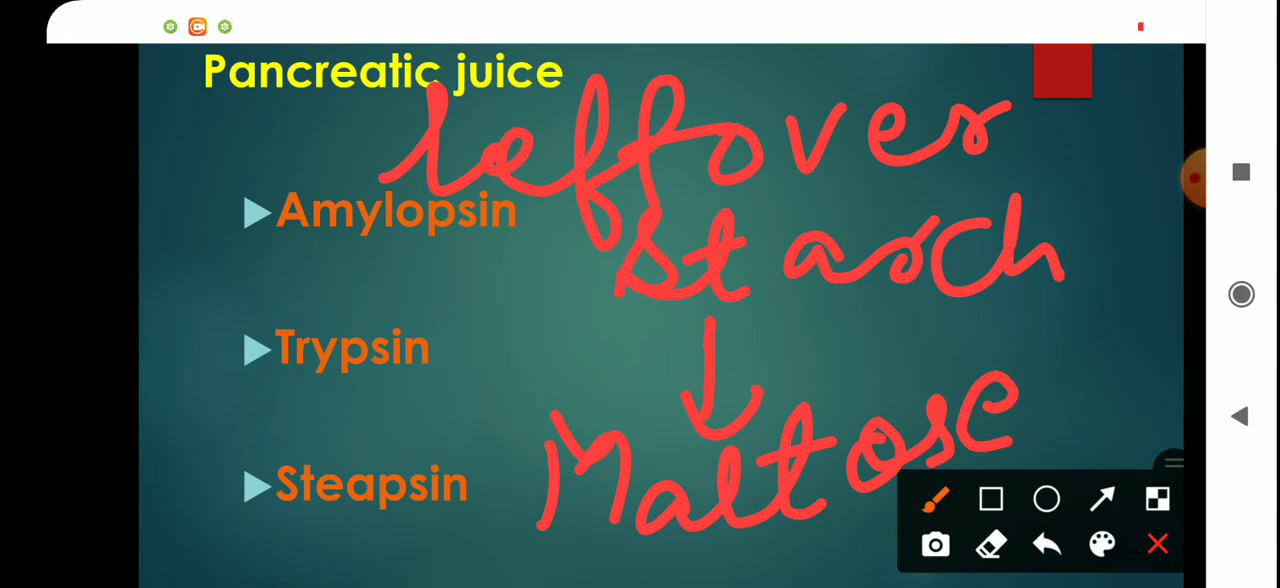 Pancreatic juice
leftover
Amylopsin
starch
Trypsin
Maltose
Steapsin